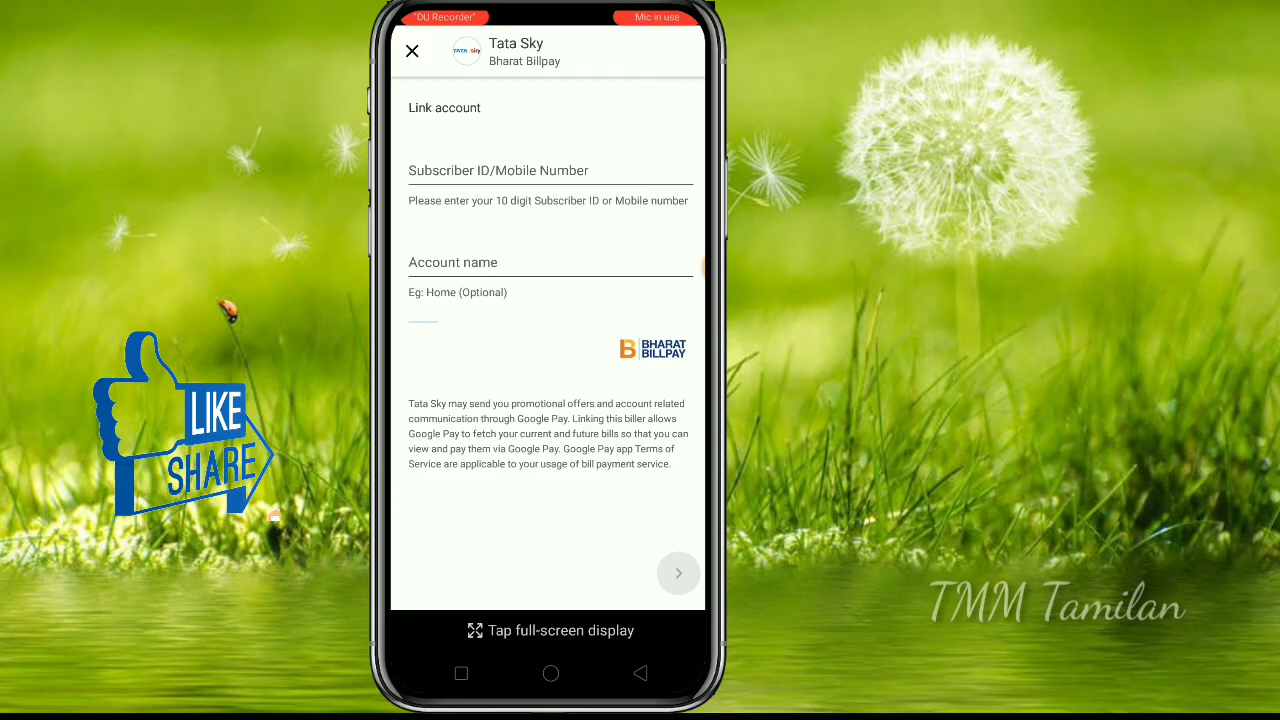 "DU Recorder"
Mic in use
TATA sky
Tata Sky
Bharat Billpay
Link account
Subscriber ID/Mobile Number
Please enter your 10 digit Subscriber ID or Mobile number
Account name
Eg: Home (Optional)
B BHARAT
BILLPAY
Tata Sky may send you promotional offers and account related
communication through Google Pay. Linking this biller allows
Google Pay to fetch your current and future bills so that you can
view and pay them via Google Pay. Google Pay app Terms of
Service are applicable to your usage of bill payment service.
Tap full-screen display
LIKE
SHARE
TMM Tamilan